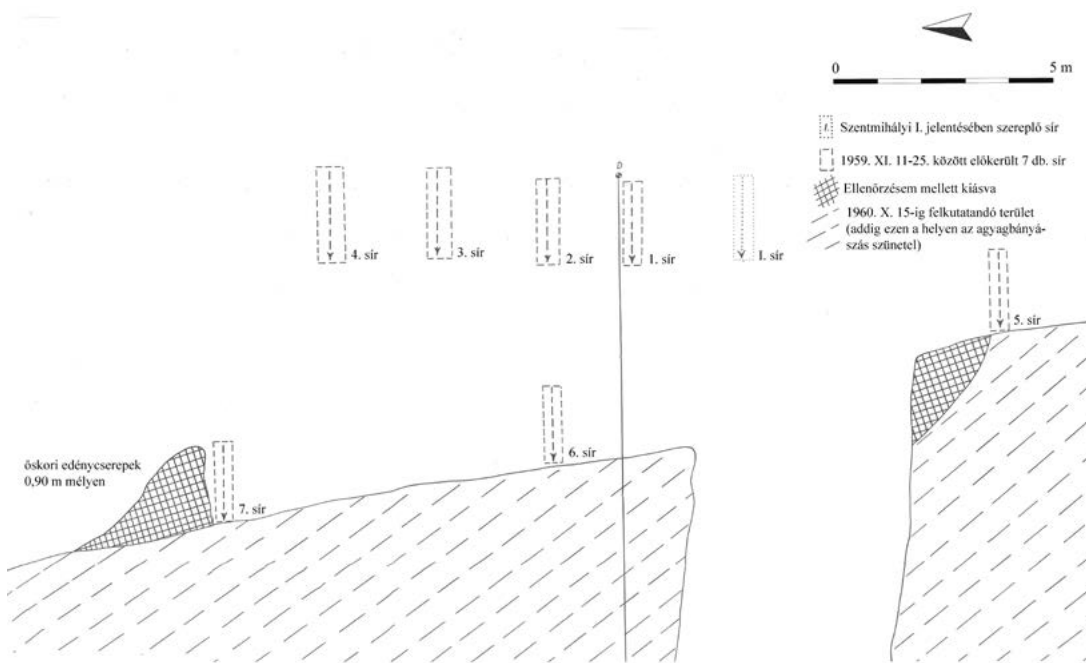 0 5 m
I. Szentmihályi I. jelentésében szereplő sír
1959. XI. 11-25. között előkerült 7 db. sír
Ellenőrzésem mellett kiásva
1960. X. 15-ig felkutatandó terület
(addig ezen a helyen az agyagbányá-
szás szünetel)
D
4. sír
3. sír
2. sír
1. sír
I. sír
5. sír
6. sír
7. sír
őskori edénycserepek
0,90 m mélyen